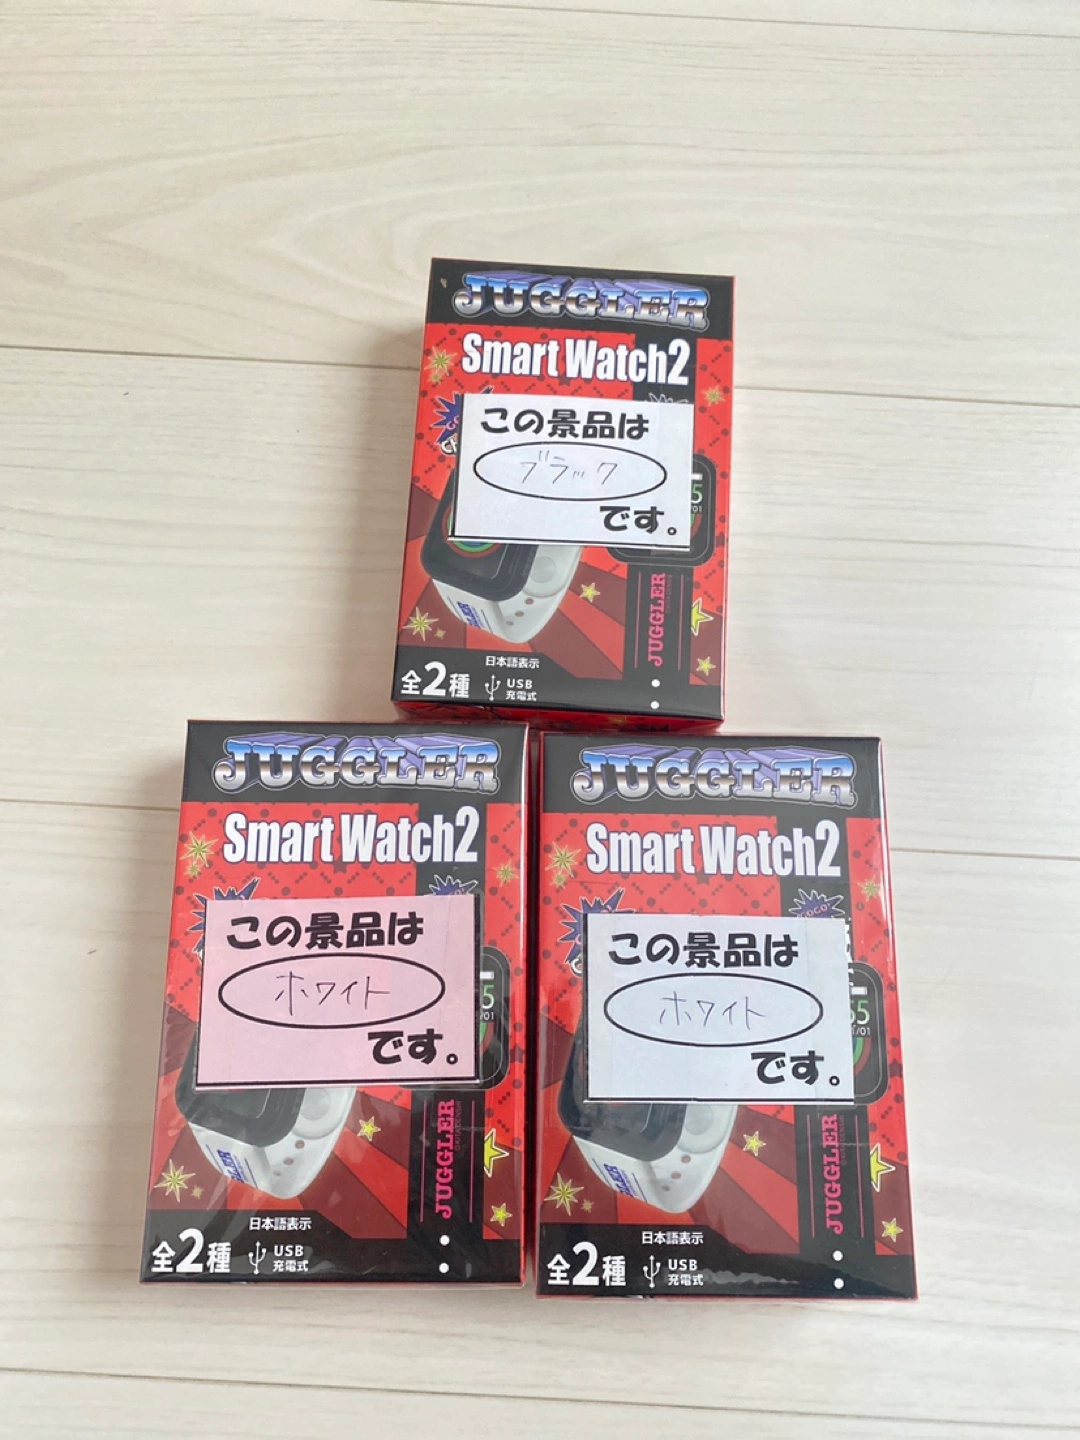 JUGGLER
Smart Watch2
この景品は
ブラック
です。
JUGGLER
日本語表示
全2種
USB
充電式
JUGGLER
Smart Watch2
この景品は
ホワイト
です。
JUGGLER
日本語表示
全2種
USB
充電式
JUGGLER
Smart Watch2
GOGO!
この景品は
ホワイト
です。
JUGGLER
日本語表示
全2種
USB
充電式